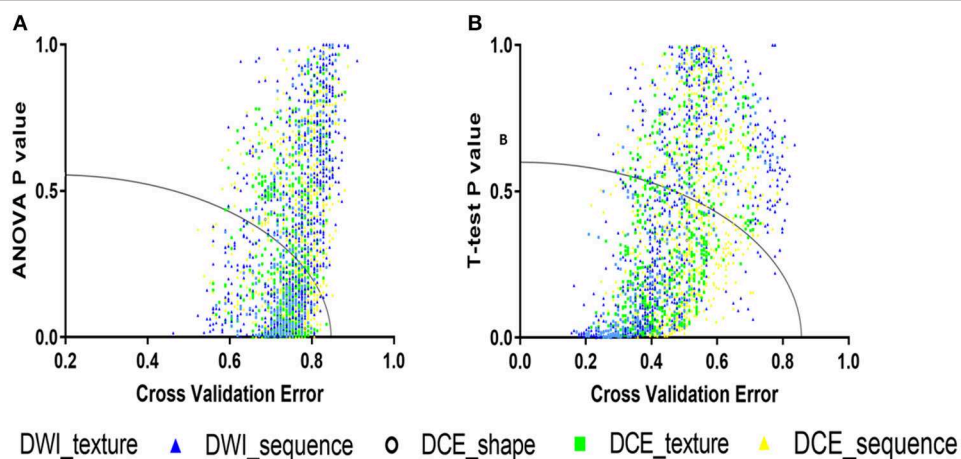 A
B
ANOVA P value
1.0
0.5
0.0
0.2 0.4 0.6 0.8 1.0
Cross Validation Error
T-test P value
B
1.0
0.5
0.0
0.0 0.2 0.4 0.6 0.8 1.0
Cross Validation Error
DWI_texture DWI_sequence DCE_shape DCE_texture DCE_sequence